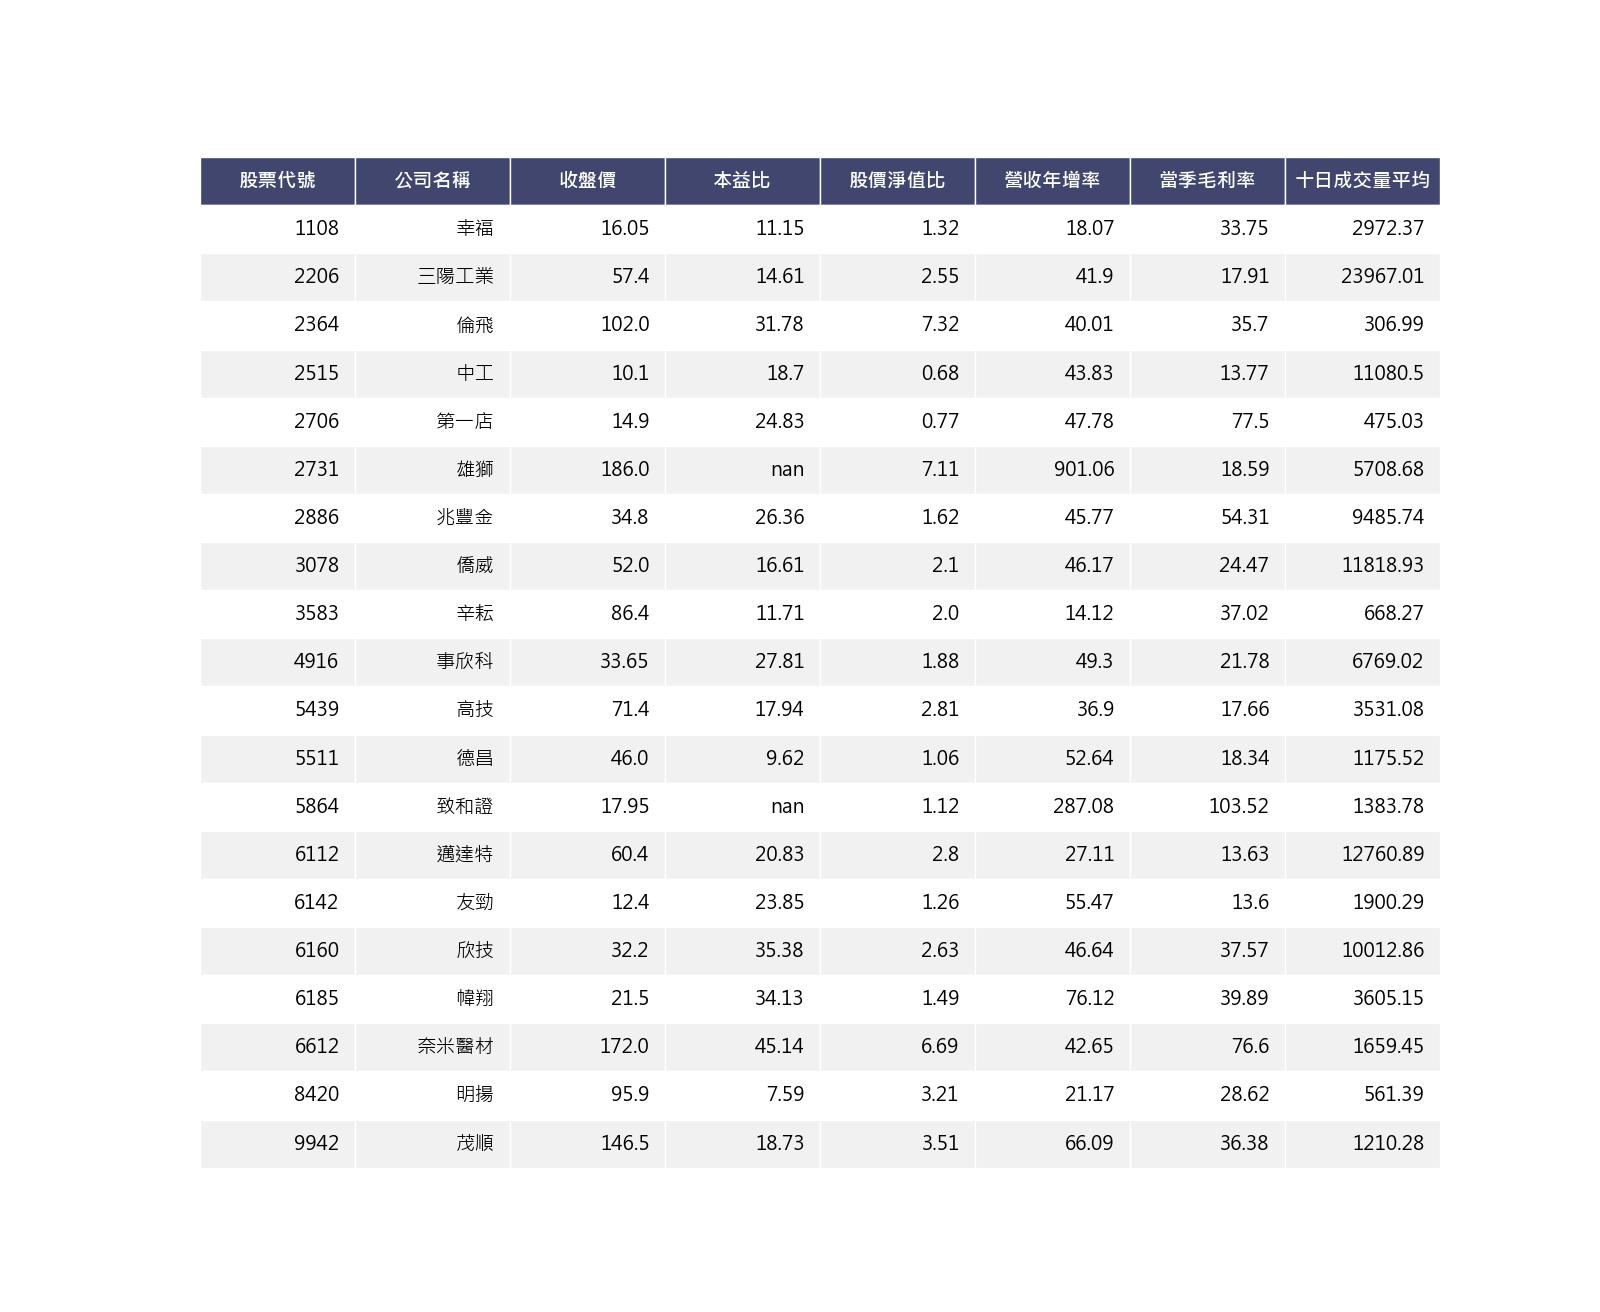 股票代號 公司名稱 收盤價 本益比 股價淨值比 營收年增率 當季毛利率 十日成交量平均
1108 幸福 16.05 11.15 1.32 18.07 33.75 2972.37
2206 三陽工業 57.4 14.61 2.55 41.9 17.91 23967.01
2364 倫飛 102.0 31.78 7.32 40.01 35.7 306.99
2515 中工 10.1 18.7 0.68 43.83 13.77 11080.5
2706 第一店 14.9 24.83 0.77 47.78 77.5 475.03
2731 雄獅 186.0 nan 7.11 901.06 18.59 5708.68
2886 兆豐金 34.8 26.36 1.62 45.77 54.31 9485.74
3078 僑威 52.0 16.61 2.1 46.17 24.47 11818.93
3583 辛耘 86.4 11.71 2.0 14.12 37.02 668.27
4916 事欣科 33.65 27.81 1.88 49.3 21.78 6769.02
5439 高技 71.4 17.94 2.81 36.9 17.66 3531.08
5511 德昌 46.0 9.62 1.06 52.64 18.34 1175.52
5864 致和證 17.95 nan 1.12 287.08 103.52 1383.78
6112 邁達特 60.4 20.83 2.8 27.11 13.63 12760.89
6142 友勁 12.4 23.85 1.26 55.47 13.6 1900.29
6160 欣技 32.2 35.38 2.63 46.64 37.57 10012.86
6185 幃翔 21.5 34.13 1.49 76.12 39.89 3605.15
6612 奈米醫材 172.0 45.14 6.69 42.65 76.6 1659.45
8420 明揚 95.9 7.59 3.21 21.17 28.62 561.39
9942 茂順 146.5 18.73 3.51 66.09 36.38 1210.28